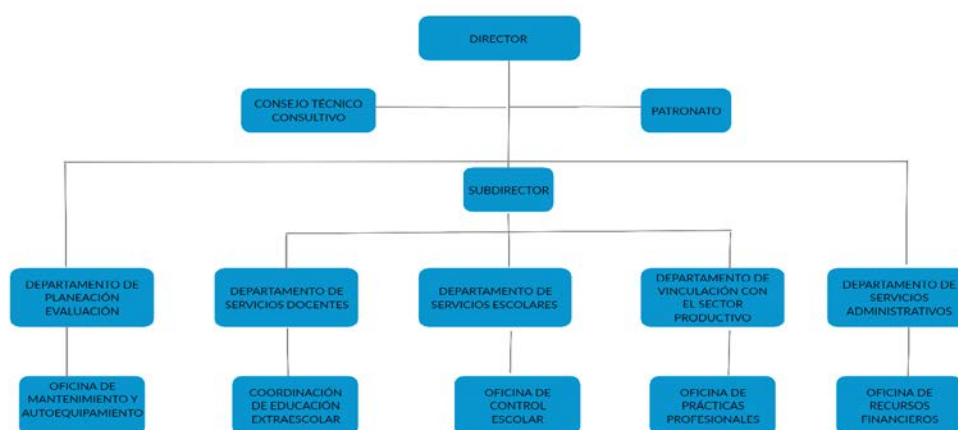 DIRECTOR
CONSEJO TÉCNICO
CONSULTIVO
PATRONATO
SUBDIRECTOR
DEPARTAMENTO DE
PLANEACIÓN
EVALUACIÓN
DEPARTAMENTO DE
SERVICIOS DOCENTES
DEPARTAMENTO DE
SERVICIOS ESCOLARES
DEPARTAMENTO DE
VINCULACIÓN CON
EL SECTOR
PRODUCTIVO
DEPARTAMENTO DE
SERVICIOS
ADMINISTRATIVOS
OFICINA DE
MANTENIMIENTO Y
AUTOEQUIPAMIENTO
COORDINACIÓN
DE EDUCACIÓN
EXTRAESCOLAR
OFICINA DE
CONTROL
ESCOLAR
OFICINA DE
PRÁCTICAS
PROFESIONALES
OFICINA DE
RECURSOS
FINANCIEROS